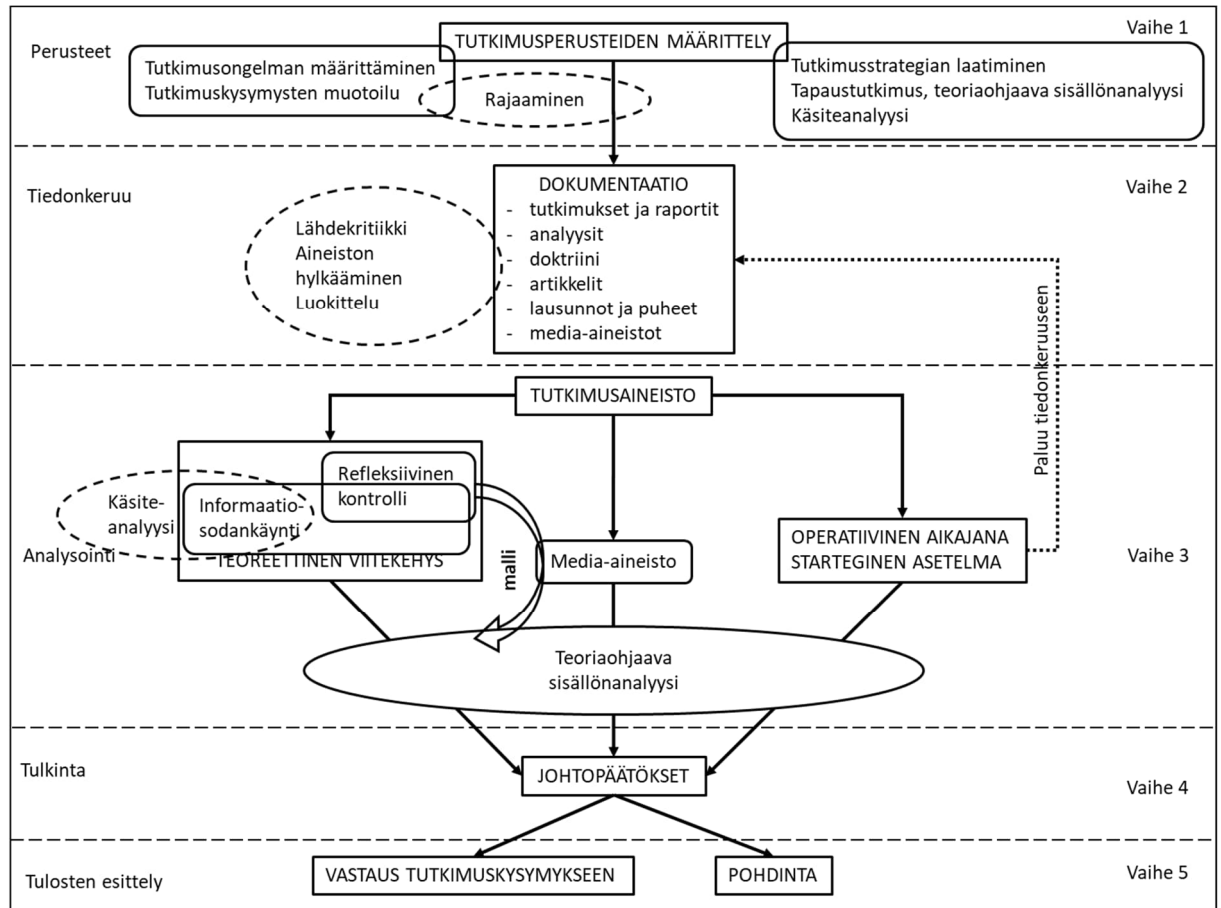 Perusteet
TUTKIMUSPERUSTEIDEN MÄÄRITTELY
Vaihe 1
Tutkimusongelman määrittäminen
Tutkimuskysymysten muotoilu
Rajaaminen
Tutkimusstrategian laatiminen
Tapaustutkimus, teoriaohjaava sisällönanalyysi
Käsiteanalyysi
Tiedonkeruu
Vaihe 2
Lähdekritiikki
Aineiston
hylkääminen
Luokittelu
DOKUMENTAATIO
- tutkimukset ja raportit
- analyysit
- doktriini
- artikkelit
- lausunnot ja puheet
- media-aineistot
Paluu tiedonkeruuseen
TUTKIMUSAINEISTO
Analysointi
Vaihe 3
Käsite-
analyysi
Refleksiivinen
kontrolli
Informaatio-
sodankäynti
TEOREETTINEN VIITEKEHYS
malli
Media-aineisto
OPERATIIVINEN AIKAJANA
STARTEGINEN ASETELMA
Teoriaohjaava
sisällönanalyysi
Tulkinta
JOHTOPÄÄTÖKSET
Vaihe 4
Tulosten esittely
VASTAUS TUTKIMUSKYSYMYKSEEN
POHDINTA
Vaihe 5